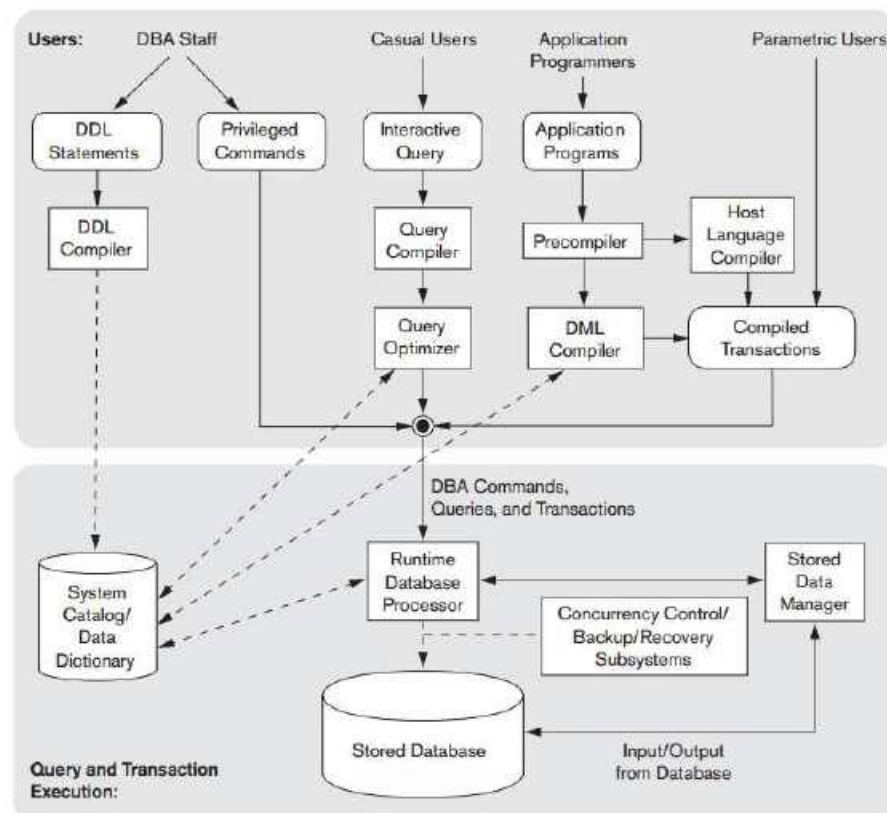 Users:
DBA Staff
Casual Users
Application
Programmers
Parametric Users
DDL
Statements
Privileged
Commands
Interactive
Query
Application
Programs
DDL
Compiler
Query
Compiler
Precompiler
Host
Language
Compiler
Query
Optimizer
DML
Compiler
Compiled
Transactions
DBA Commands,
Queries, and Transactions
System
Catalog/
Data
Dictionary
Runtime
Database
Processor
Stored
Data
Manager
Concurrency Control/
Backup/Recovery
Subsystems
Stored Database
Input/Output
from Database
Query and Transaction
Execution: